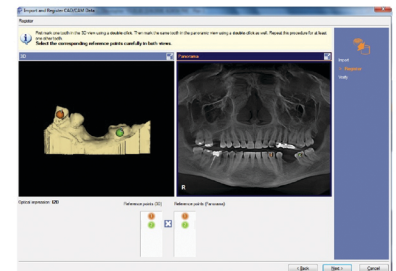 Import and Register CAD/CAM Data
Register
First mark one tooth in the 3D view using a double click. Then mark the same tooth in the panoramic view using a double click as well. Repeat this procedure for at least one other tooth.
Select the corresponding reference points carefully in both views.
3D
Panorama
Import
Register
Verify
R
Optical impression:
Reference points (3D)
Reference points (Panorama)
< Back
Next >
Cancel